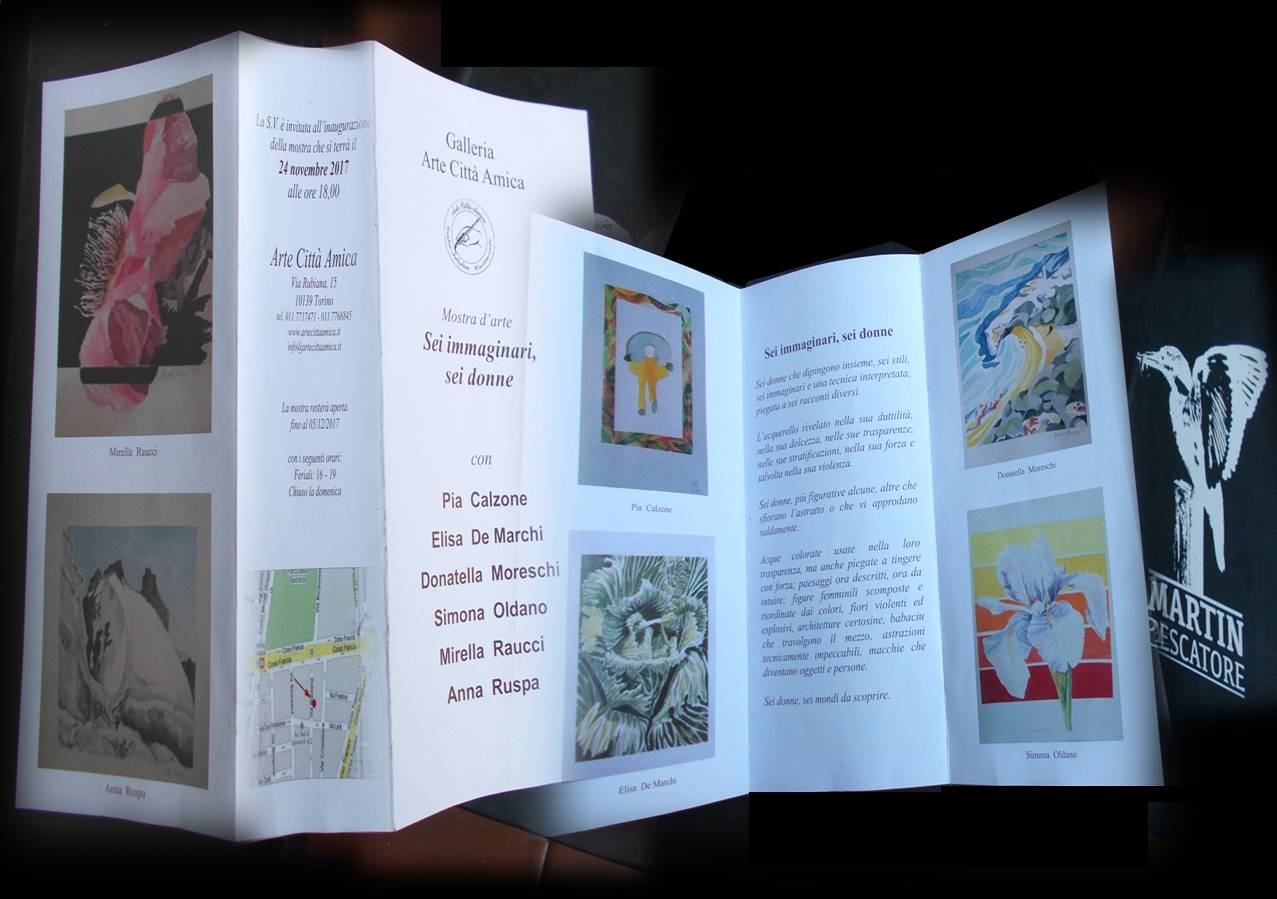 Mirella Raucci
Anna Ruspa
La S.V. è invitata all'inaugurazione
della mostra che si terrà il
24 novembre 2017
alle ore 18,00
Arte Città Amica
Via Rubiana, 15
10139 Torino
tel. 011.7717471 - 011.7768845
www.artecittaamica.it
info@artecittaamica.it
La mostra resterà aperta
fino al 05/12/2017
con i seguenti orari:
Feriali: 16 – 19
Chiuso la domenica
Corso Francia
Corso Francia
Corso Francia
Galleria
Arte Città Amica
Mostra d'arte
Sei immaginari,
sei donne
con
Pia Calzone
Elisa De Marchi
Donatella Moreschi
Simona Oldano
Mirella Raucci
Anna Ruspa
Pia Calzone
Elisa De Marchi
Sei immaginari, sei donne
Sei donne che dipingono insieme, sei stili,
sei immaginari e una tecnica interpretata,
piegata a sei racconti diversi.
L'acquerello rivelato nella sua duttilità,
nella sua dolcezza, nelle sue trasparenze,
nelle sue stratificazioni, nella sua forza e
talvolta nella sua violenza.
Sei donne, più figurative alcune, altre che
sfiorano l'astratto o che vi approdano
saldamente.
Acque colorate usate nella loro
trasparenza, ma anche piegate a tingere
con forza; paesaggi ora descritti, ora da
intuire; figure femminili scomposte e
riordinate dai colori, fiori violenti ed
esplosivi, architetture certosine, babaciu
che travolgono il mezzo, astrazioni
tecnicamente impeccabili, macchie che
diventano oggetti e persone.
Sei donne, sei mondi da scoprire.
Donatella Moreschi
Simona Oldano
MARTIN
PESCATORE